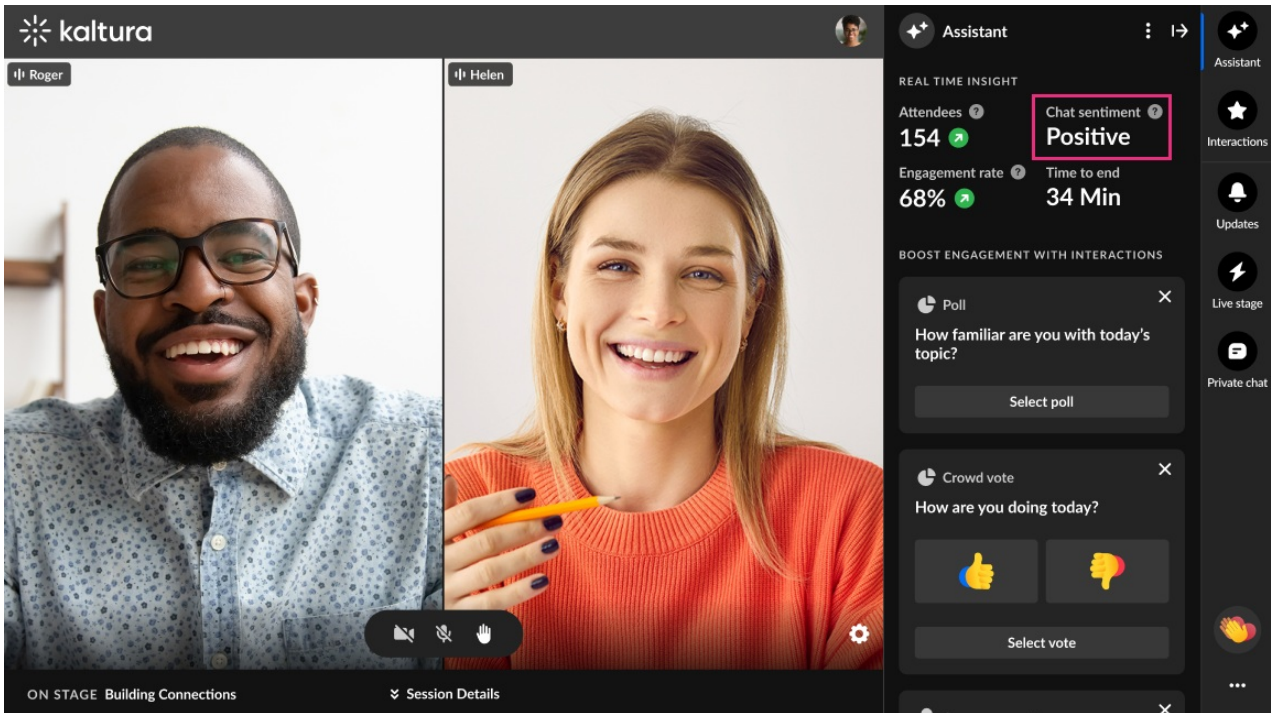 kaltura
Roger
Helen
Assistant
REAL TIME INSIGHT
Attendees ?
154
Chat sentiment ?
Positive
Engagement rate ?
68%
Time to end
34 Min
BOOST ENGAGEMENT WITH INTERACTIONS
Poll
How familiar are you with today's
topic?
Select poll
Crowd vote
How are you doing today?
Select vote
Assistant
Interactions
Updates
Live stage
Private chat
ON STAGE Building Connections
Session Details